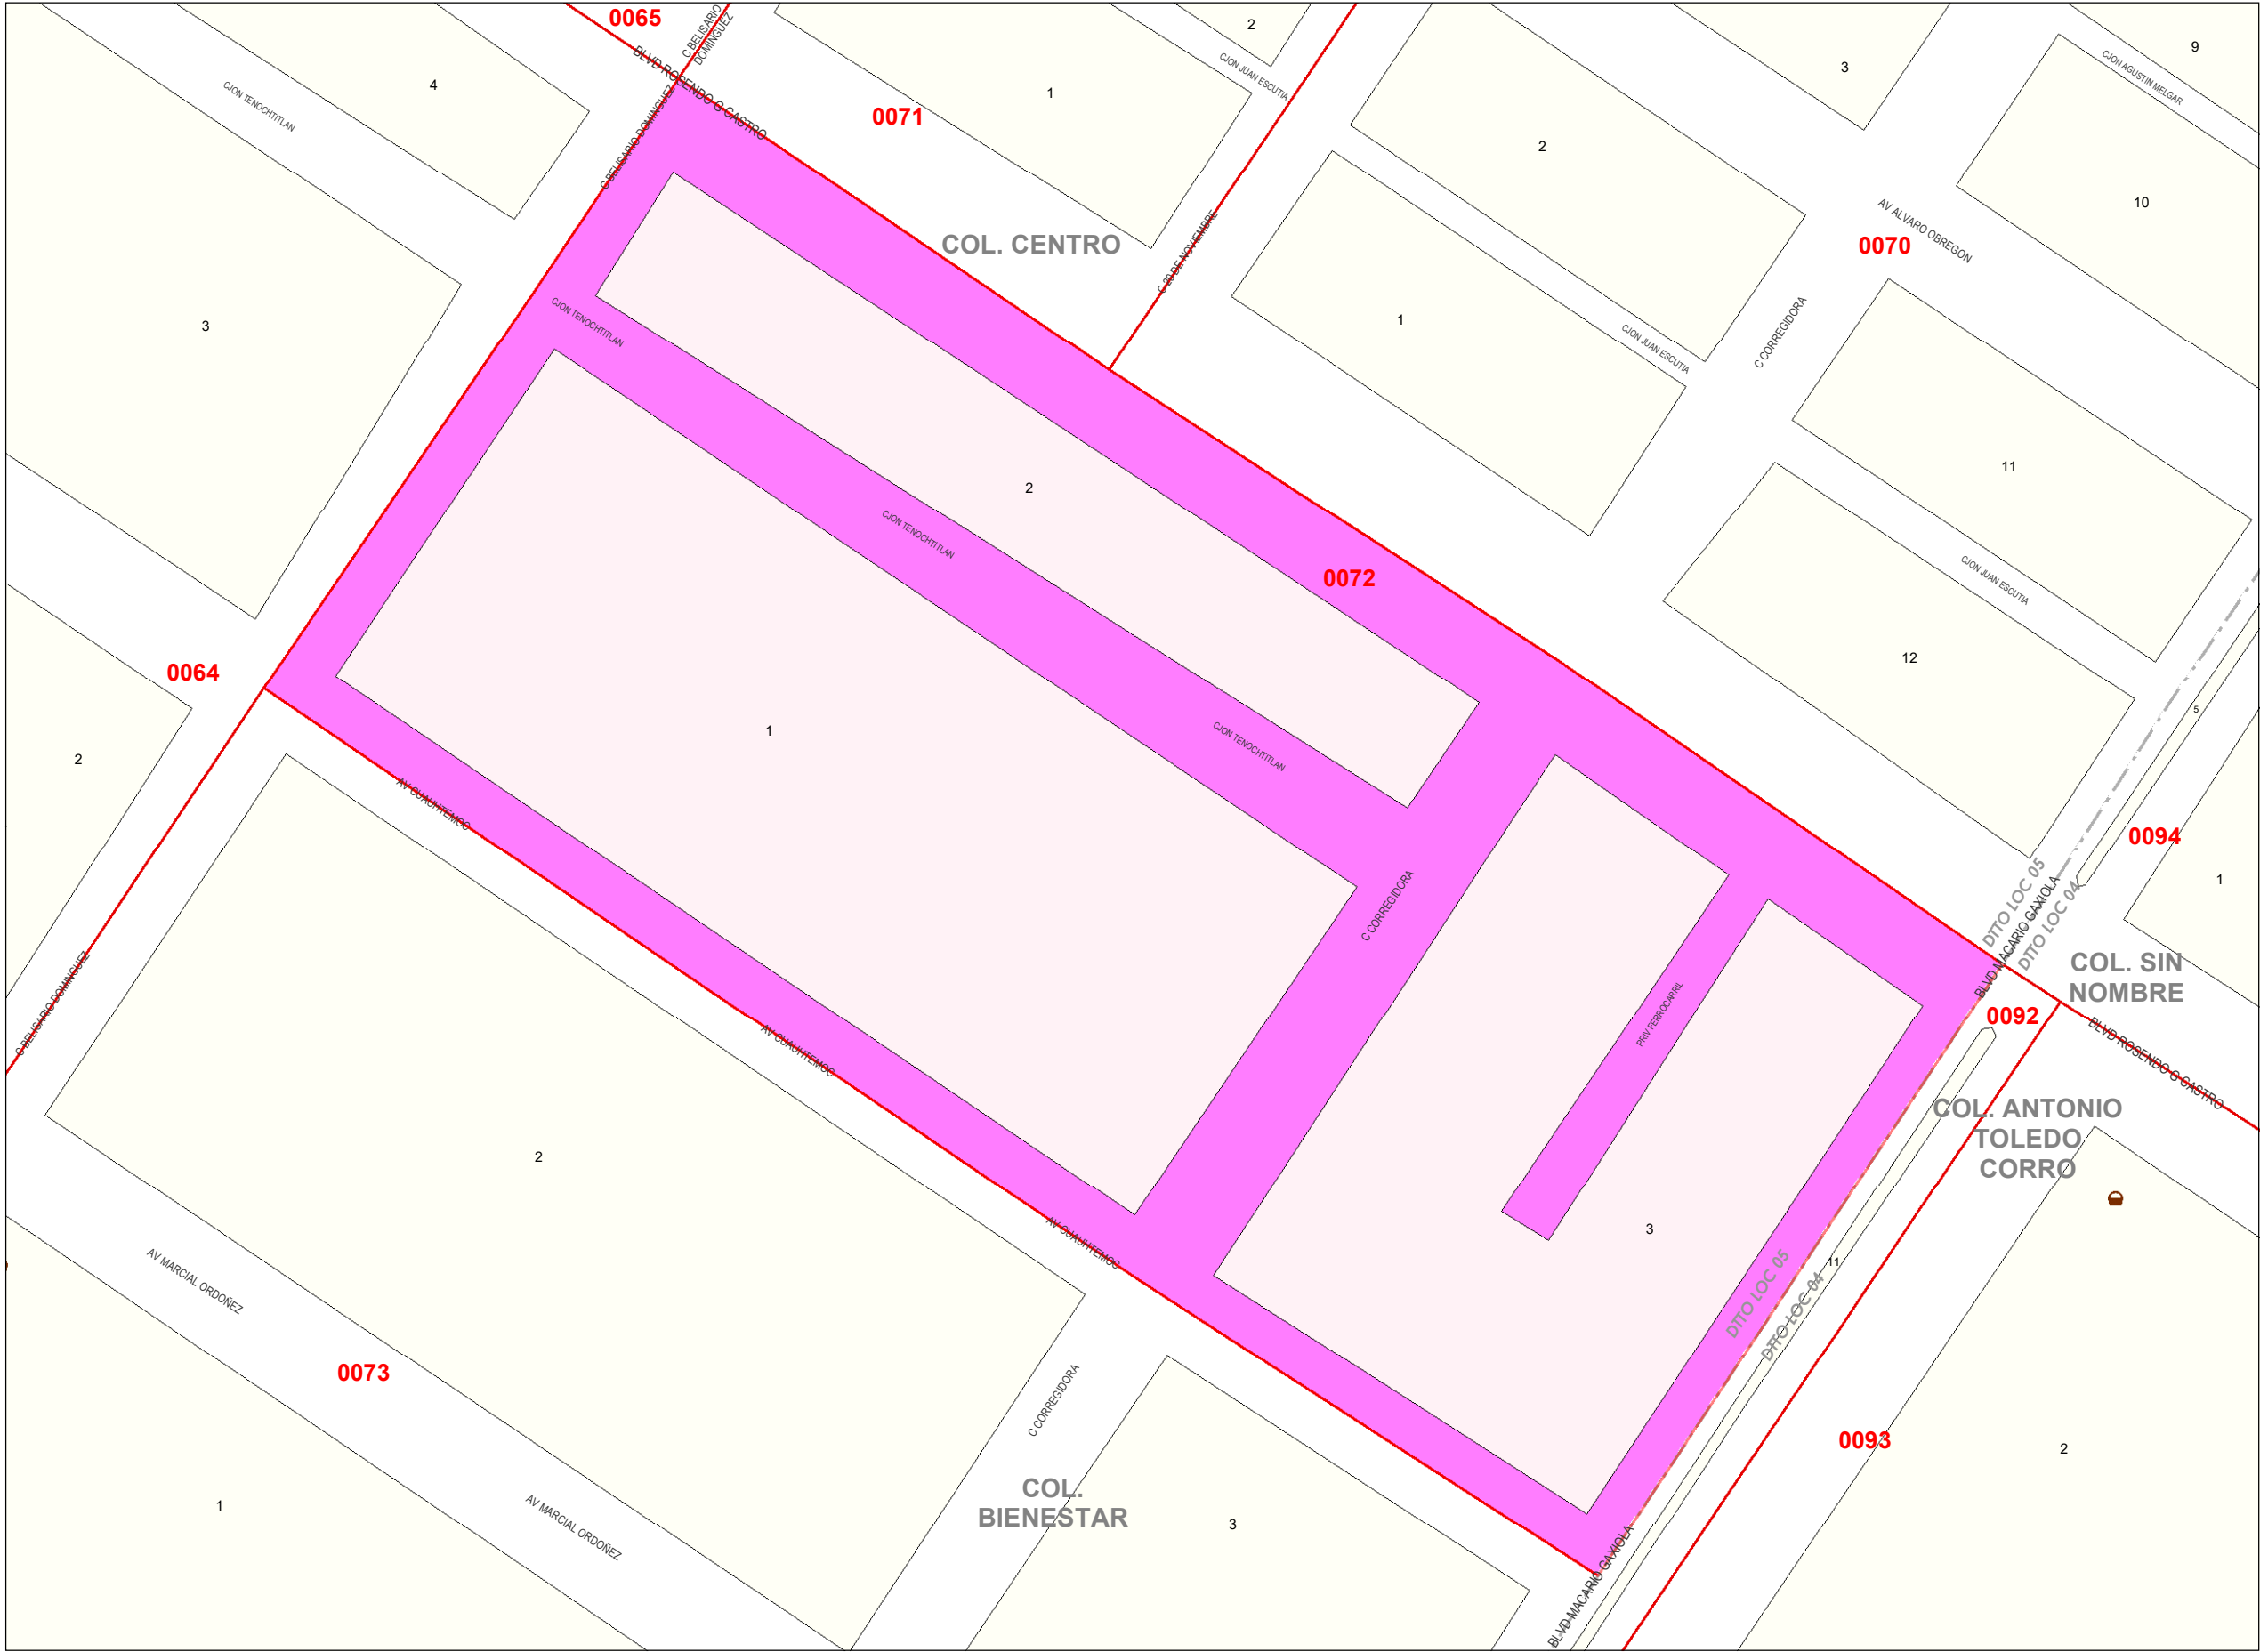 0065
C BELISARIO
DOMINGUEZ
2
9
BLVD ROSENDO G CASTRO
CJON JUAN ESCUTIA
3
CJON AGUSTIN MELGAR
4
1
CJON TENOCHTITLAN
0071
C BELISARIO DOMINGUEZ
2
10
COL. CENTRO
C 20 DE NOVIEMBRE
AV ALVARO OBREGON
0070
3
CJON TENOCHTITLAN
1
CJON JUAN ESCUTIA
C CORREGIDORA
11
2
CJON TENOCHTITLAN
0072
CJON JUAN ESCUTIA
12
0064
5
1
CJON TENOCHTITLAN
2
AV CUAUHTEMOC
0094
1
C CORREGIDORA
DTTO LOC 05
BLVD MACARIO GAXIOLA
DTTO LOC 04
COL. SIN
NOMBRE
C BELISARIO DOMINGUEZ
PRIV FERROCARRIL
0092
AV CUAUHTEMOC
BLVD ROSENDO G CASTRO
COL. ANTONIO
TOLEDO
CORRO
2
AV CUAUHTEMOC
3
11
AV MARCIAL ORDOÑEZ
DTTO LOC 05
DTTO LOC 04
0073
C CORREGIDORA
0093
2
1
COL.
BIENESTAR
AV MARCIAL ORDOÑEZ
3
BLVD MACARIO GAXIOLA